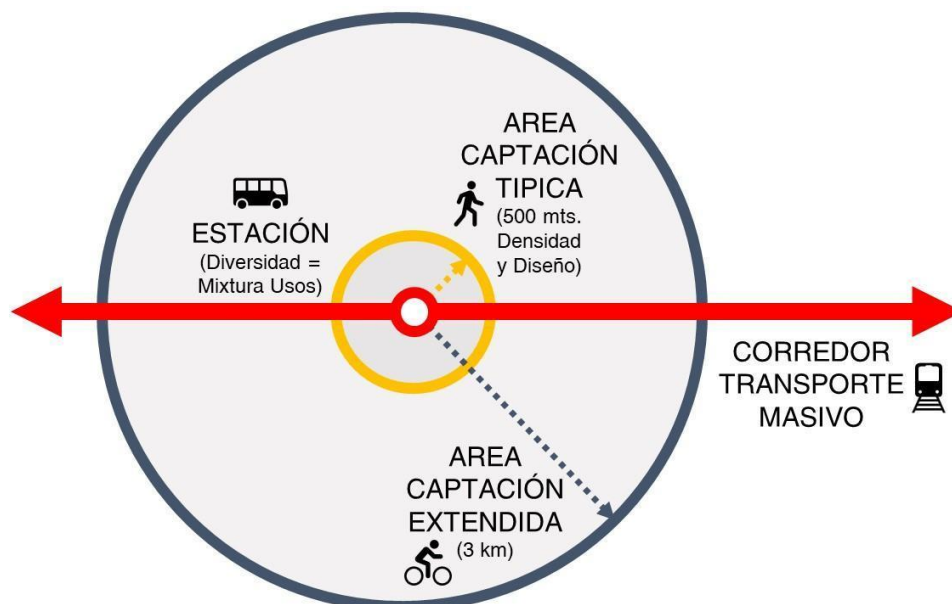 AREA
CAPTACIÓN
TIPICA
(500 mts.
Densidad
y Diseño)
ESTACIÓN
(Diversidad =
Mixtura Usos)
CORREDOR
TRANSPORTE
MASIVO
AREA
CAPTACIÓN
EXTENDIDA
(3 km)